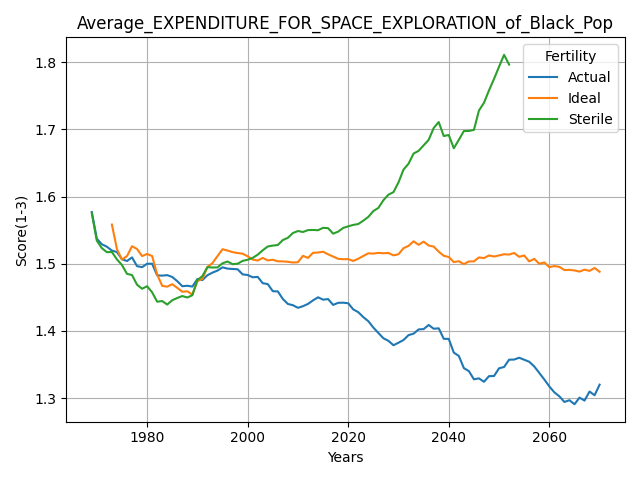 Average_EXPENDITURE_FOR_SPACE_EXPLORATION_of_Black_Pop
Fertility
Actual
Ideal
Sterile
Score(1-3)
1.8
1.7
1.6
1.5
1.4
1.3
1980 2000 2020 2040 2060
Years